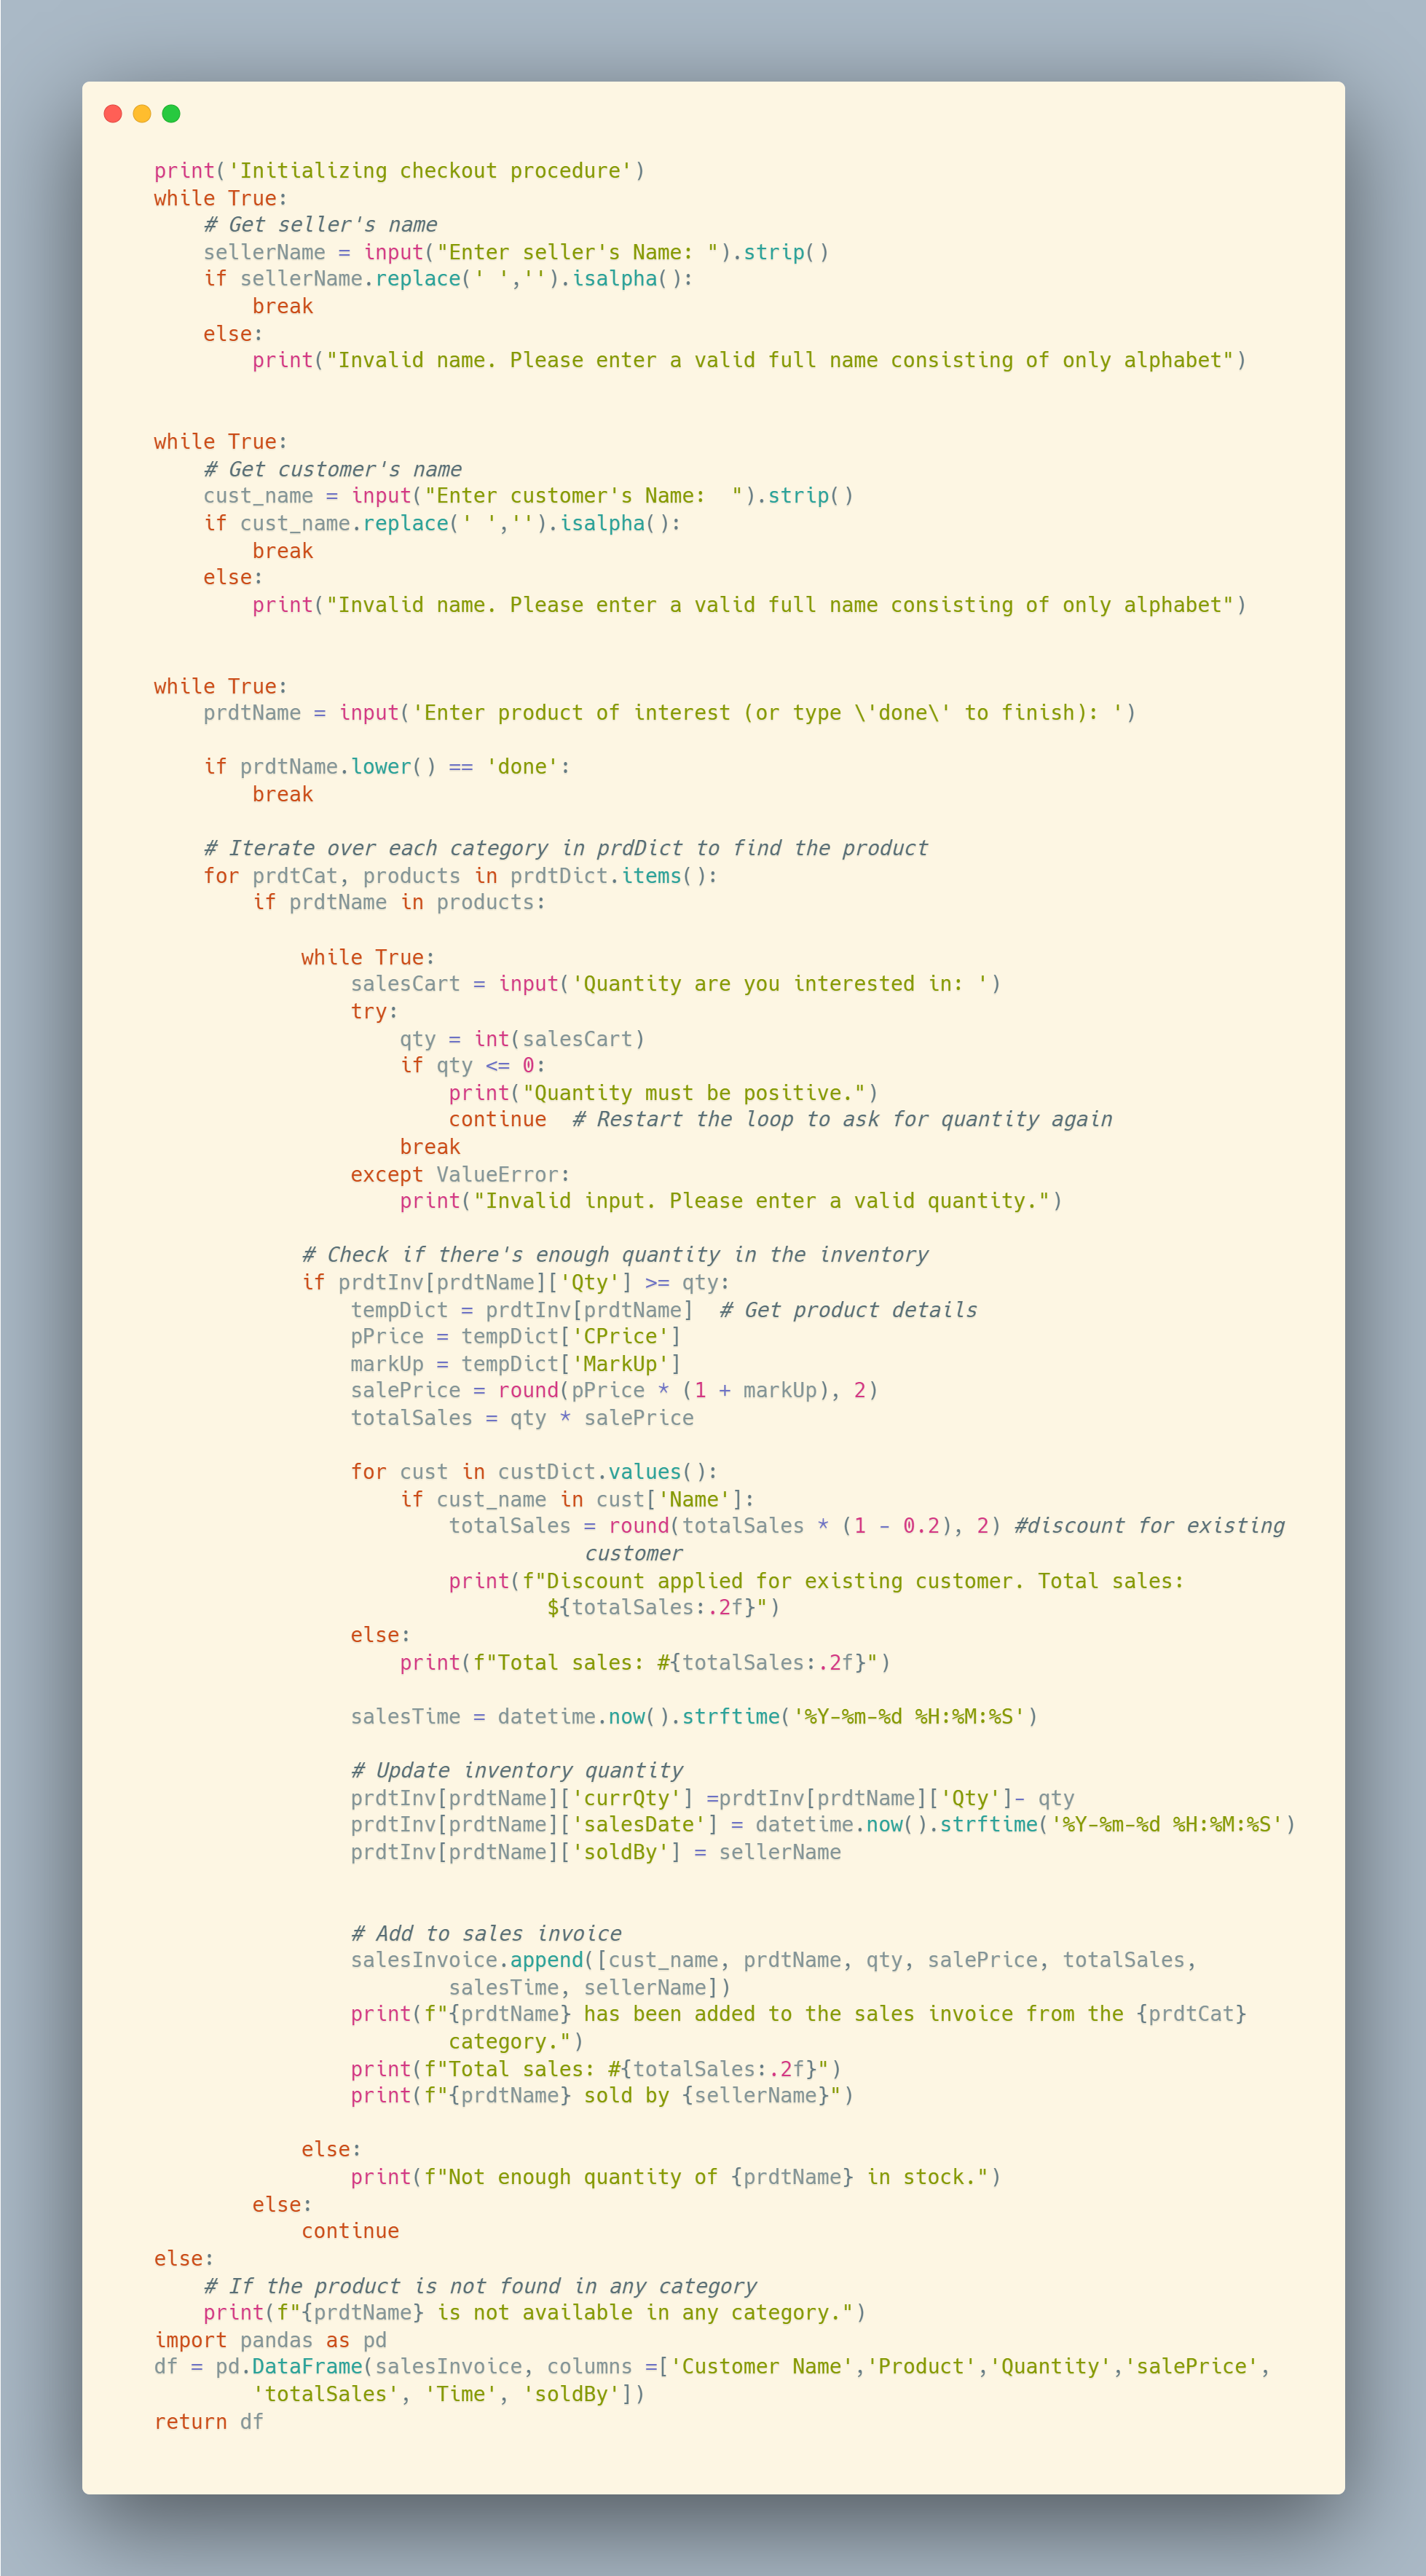 print('Initializing checkout procedure')
while True:
    # Get seller's name
    sellerName = input("Enter seller's Name: ").strip()
    if sellerName.replace(' ','').isalpha():
        break
    else:
        print("Invalid name. Please enter a valid full name consisting of only alphabet")


while True:
    # Get customer's name
    cust_name = input("Enter customer's Name:  ").strip()
    if cust_name.replace(' ','').isalpha():
        break
    else:
        print("Invalid name. Please enter a valid full name consisting of only alphabet")


while True:
    prdtName = input('Enter product of interest (or type \'done\' to finish): ')

    if prdtName.lower() == 'done':
        break

    # Iterate over each category in prdDict to find the product
    for prdtCat, products in prdtDict.items():
        if prdtName in products:

            while True:
                salesCart = input('Quantity are you interested in: ')
                try:
                    qty = int(salesCart)
                    if qty <= 0:
                        print("Quantity must be positive.")
                        continue  # Restart the loop to ask for quantity again
                    break
                except ValueError:
                    print("Invalid input. Please enter a valid quantity.")

            # Check if there's enough quantity in the inventory
            if prdtInv[prdtName]['Qty'] >= qty:
                tempDict = prdtInv[prdtName]  # Get product details
                pPrice = tempDict['CPrice']
                markUp = tempDict['MarkUp']
                salePrice = round(pPrice * (1 + markUp), 2)
                totalSales = qty * salePrice

                for cust in custDict.values():
                    if cust_name in cust['Name']:
                        totalSales = round(totalSales * (1 - 0.2), 2) #discount for existing
                                   customer
                        print(f"Discount applied for existing customer. Total sales:
                                ${totalSales:.2f}")
                else:
                    print(f"Total sales: #{totalSales:.2f}")

                salesTime = datetime.now().strftime('%Y-%m-%d %H:%M:%S')

                # Update inventory quantity
                prdtInv[prdtName]['currQty'] =prdtInv[prdtName]['Qty']- qty
                prdtInv[prdtName]['salesDate'] = datetime.now().strftime('%Y-%m-%d %H:%M:%S')
                prdtInv[prdtName]['soldBy'] = sellerName


                # Add to sales invoice
                salesInvoice.append([cust_name, prdtName, qty, salePrice, totalSales,
                        salesTime, sellerName])
                print(f"{prdtName} has been added to the sales invoice from the {prdtCat}
                        category.")
                print(f"Total sales: #{totalSales:.2f}")
                print(f"{prdtName} sold by {sellerName}")

            else:
                print(f"Not enough quantity of {prdtName} in stock.")
        else:
            continue
else:
    # If the product is not found in any category
    print(f"{prdtName} is not available in any category.")
import pandas as pd
df = pd.DataFrame(salesInvoice, columns =['Customer Name','Product','Quantity','salePrice',
        'totalSales', 'Time', 'soldBy'])
return df